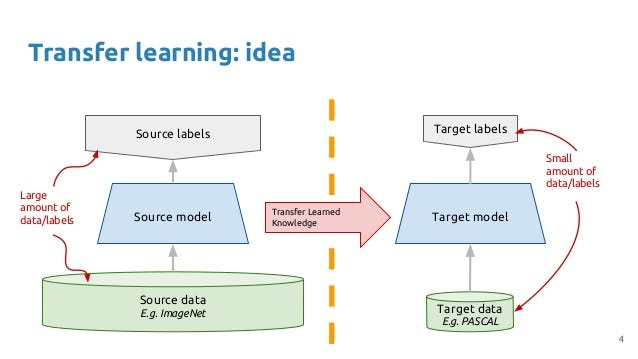 Transfer learning: idea
Source labels
Large
amount of
data/labels
Source model
Source data
E.g. ImageNet
Transfer Learned
Knowledge
Target labels
Small
amount of
data/labels
Target model
Target data
E.g. PASCAL
4